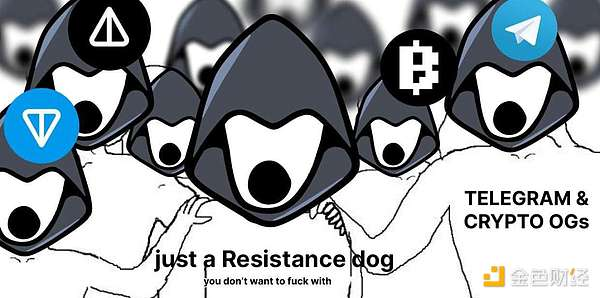 TELEGRAM &
CRYPTO OGs
just a Resistance dog
you don't want to fuck with
金色财经